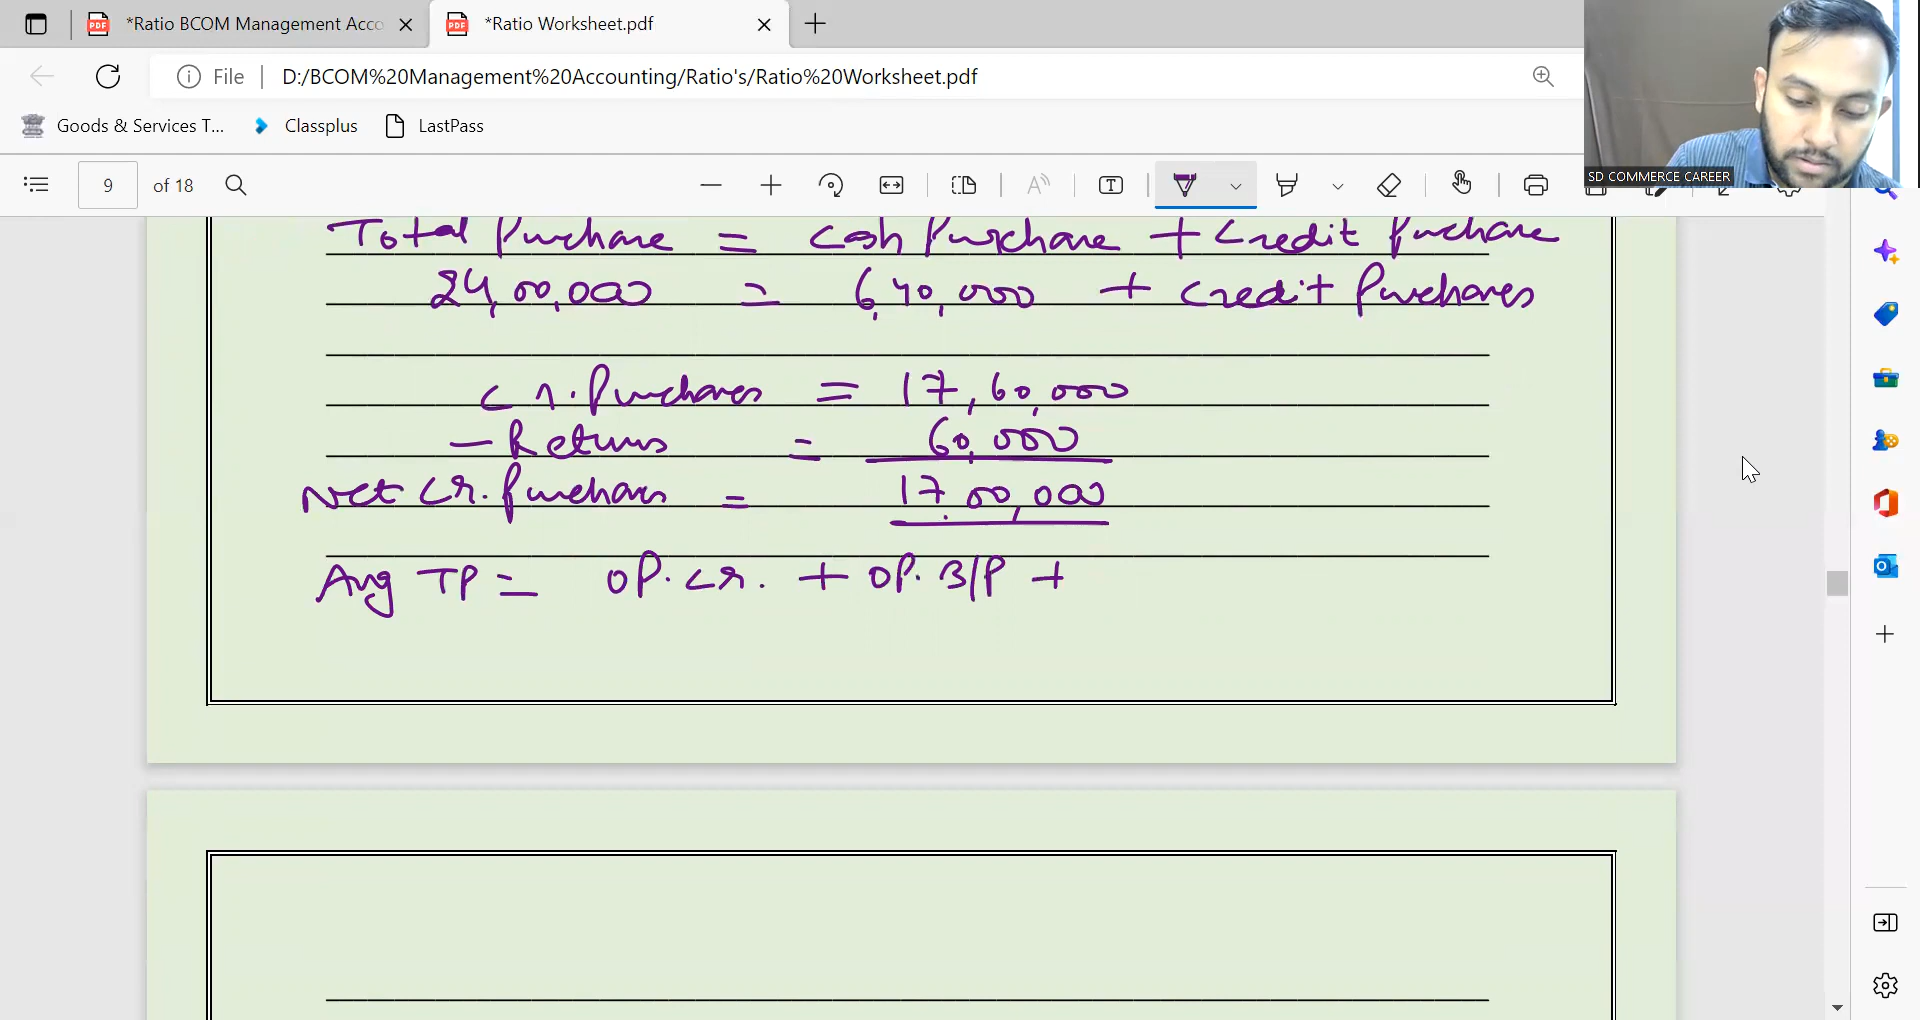 *Ratio BCOM Management Acco
*Ratio Worksheet.pdf
File
D:/BCOM%20Management%20Accounting/Ratio's/Ratio%20Worksheet.pdf
Goods & Services T...
Classplus
LastPass
9 of 18
SD COMMERCE CAREER
Total Purchase = Cash Purchase + Credit Purchase
24,00,000 = 6,40,000 + Credit Purchases
Cr. Purchases = 17,60,000
– Returns = 60,000
Net Cr. Purchases = 17,00,000
Avg TP = OP. Cr. + OP. B/P +